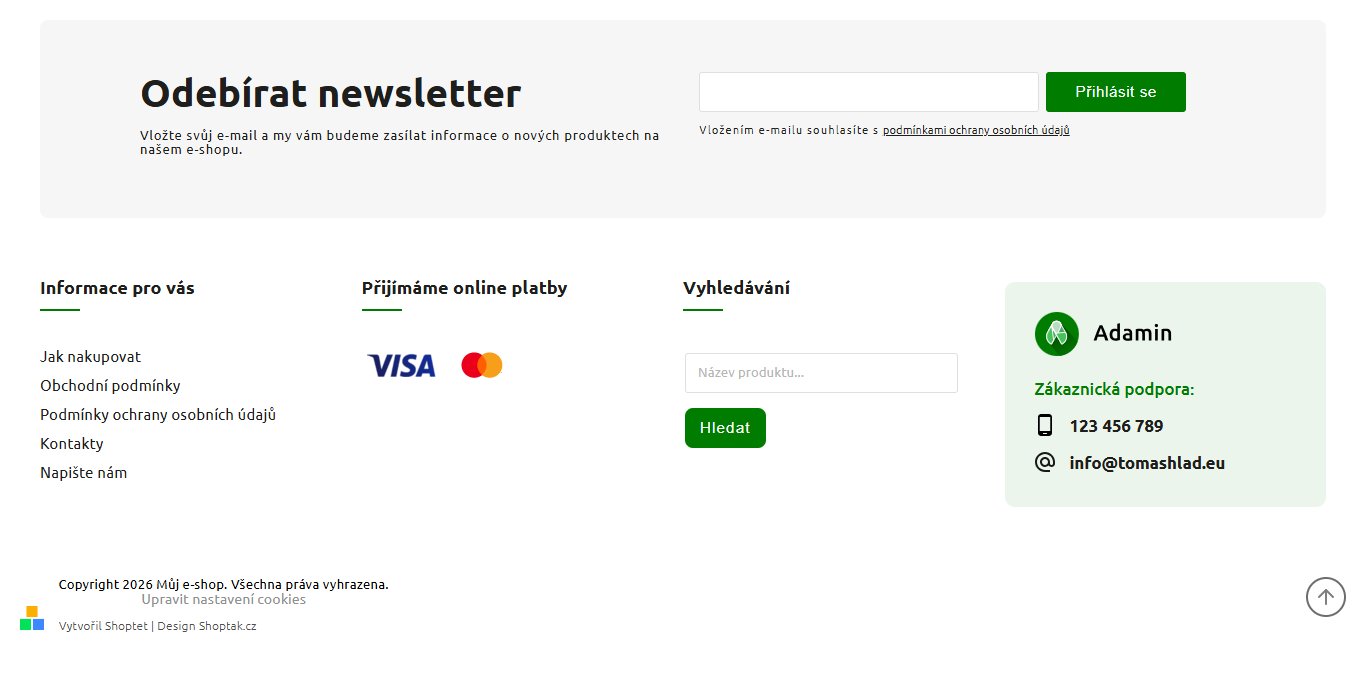 Odebírat newsletter
Vložte svůj e-mail a my vám budeme zasílat informace o nových produktech na
našem e-shopu.
Přihlásit se
Vložením e-mailu souhlasíte s podmínkami ochrany osobních údajů
Informace pro vás
Jak nakupovat
Obchodní podmínky
Podmínky ochrany osobních údajů
Kontakty
Napište nám
Přijímáme online platby
VISA
Vyhledávání
Název produktu...
Hledat
Adamin
Zákaznická podpora:
123 456 789
info@tomashlad.eu
Copyright 2026 Můj e-shop. Všechna práva vyhrazena.
Upravit nastavení cookies
Vytvořil Shoptet | Design Shoptak.cz